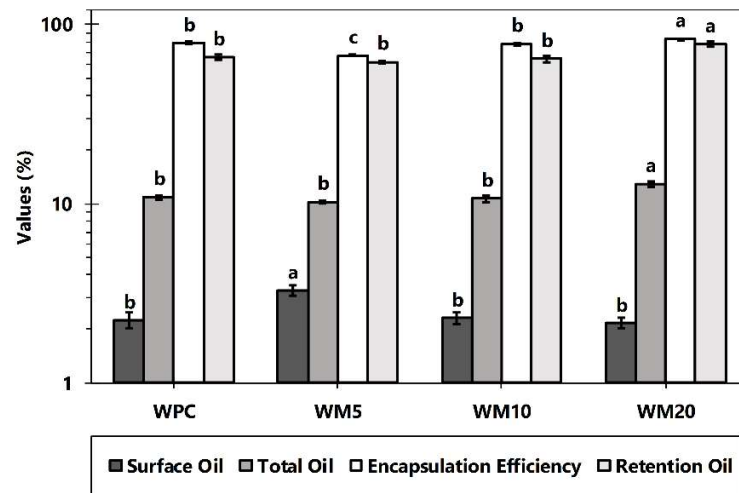 100
10
1
Values (%)
b b
b
b
c b
b
a
b b
b
b
a a
a
b
WPC WM5 WM10 WM20
Surface Oil Total Oil Encapsulation Efficiency Retention Oil